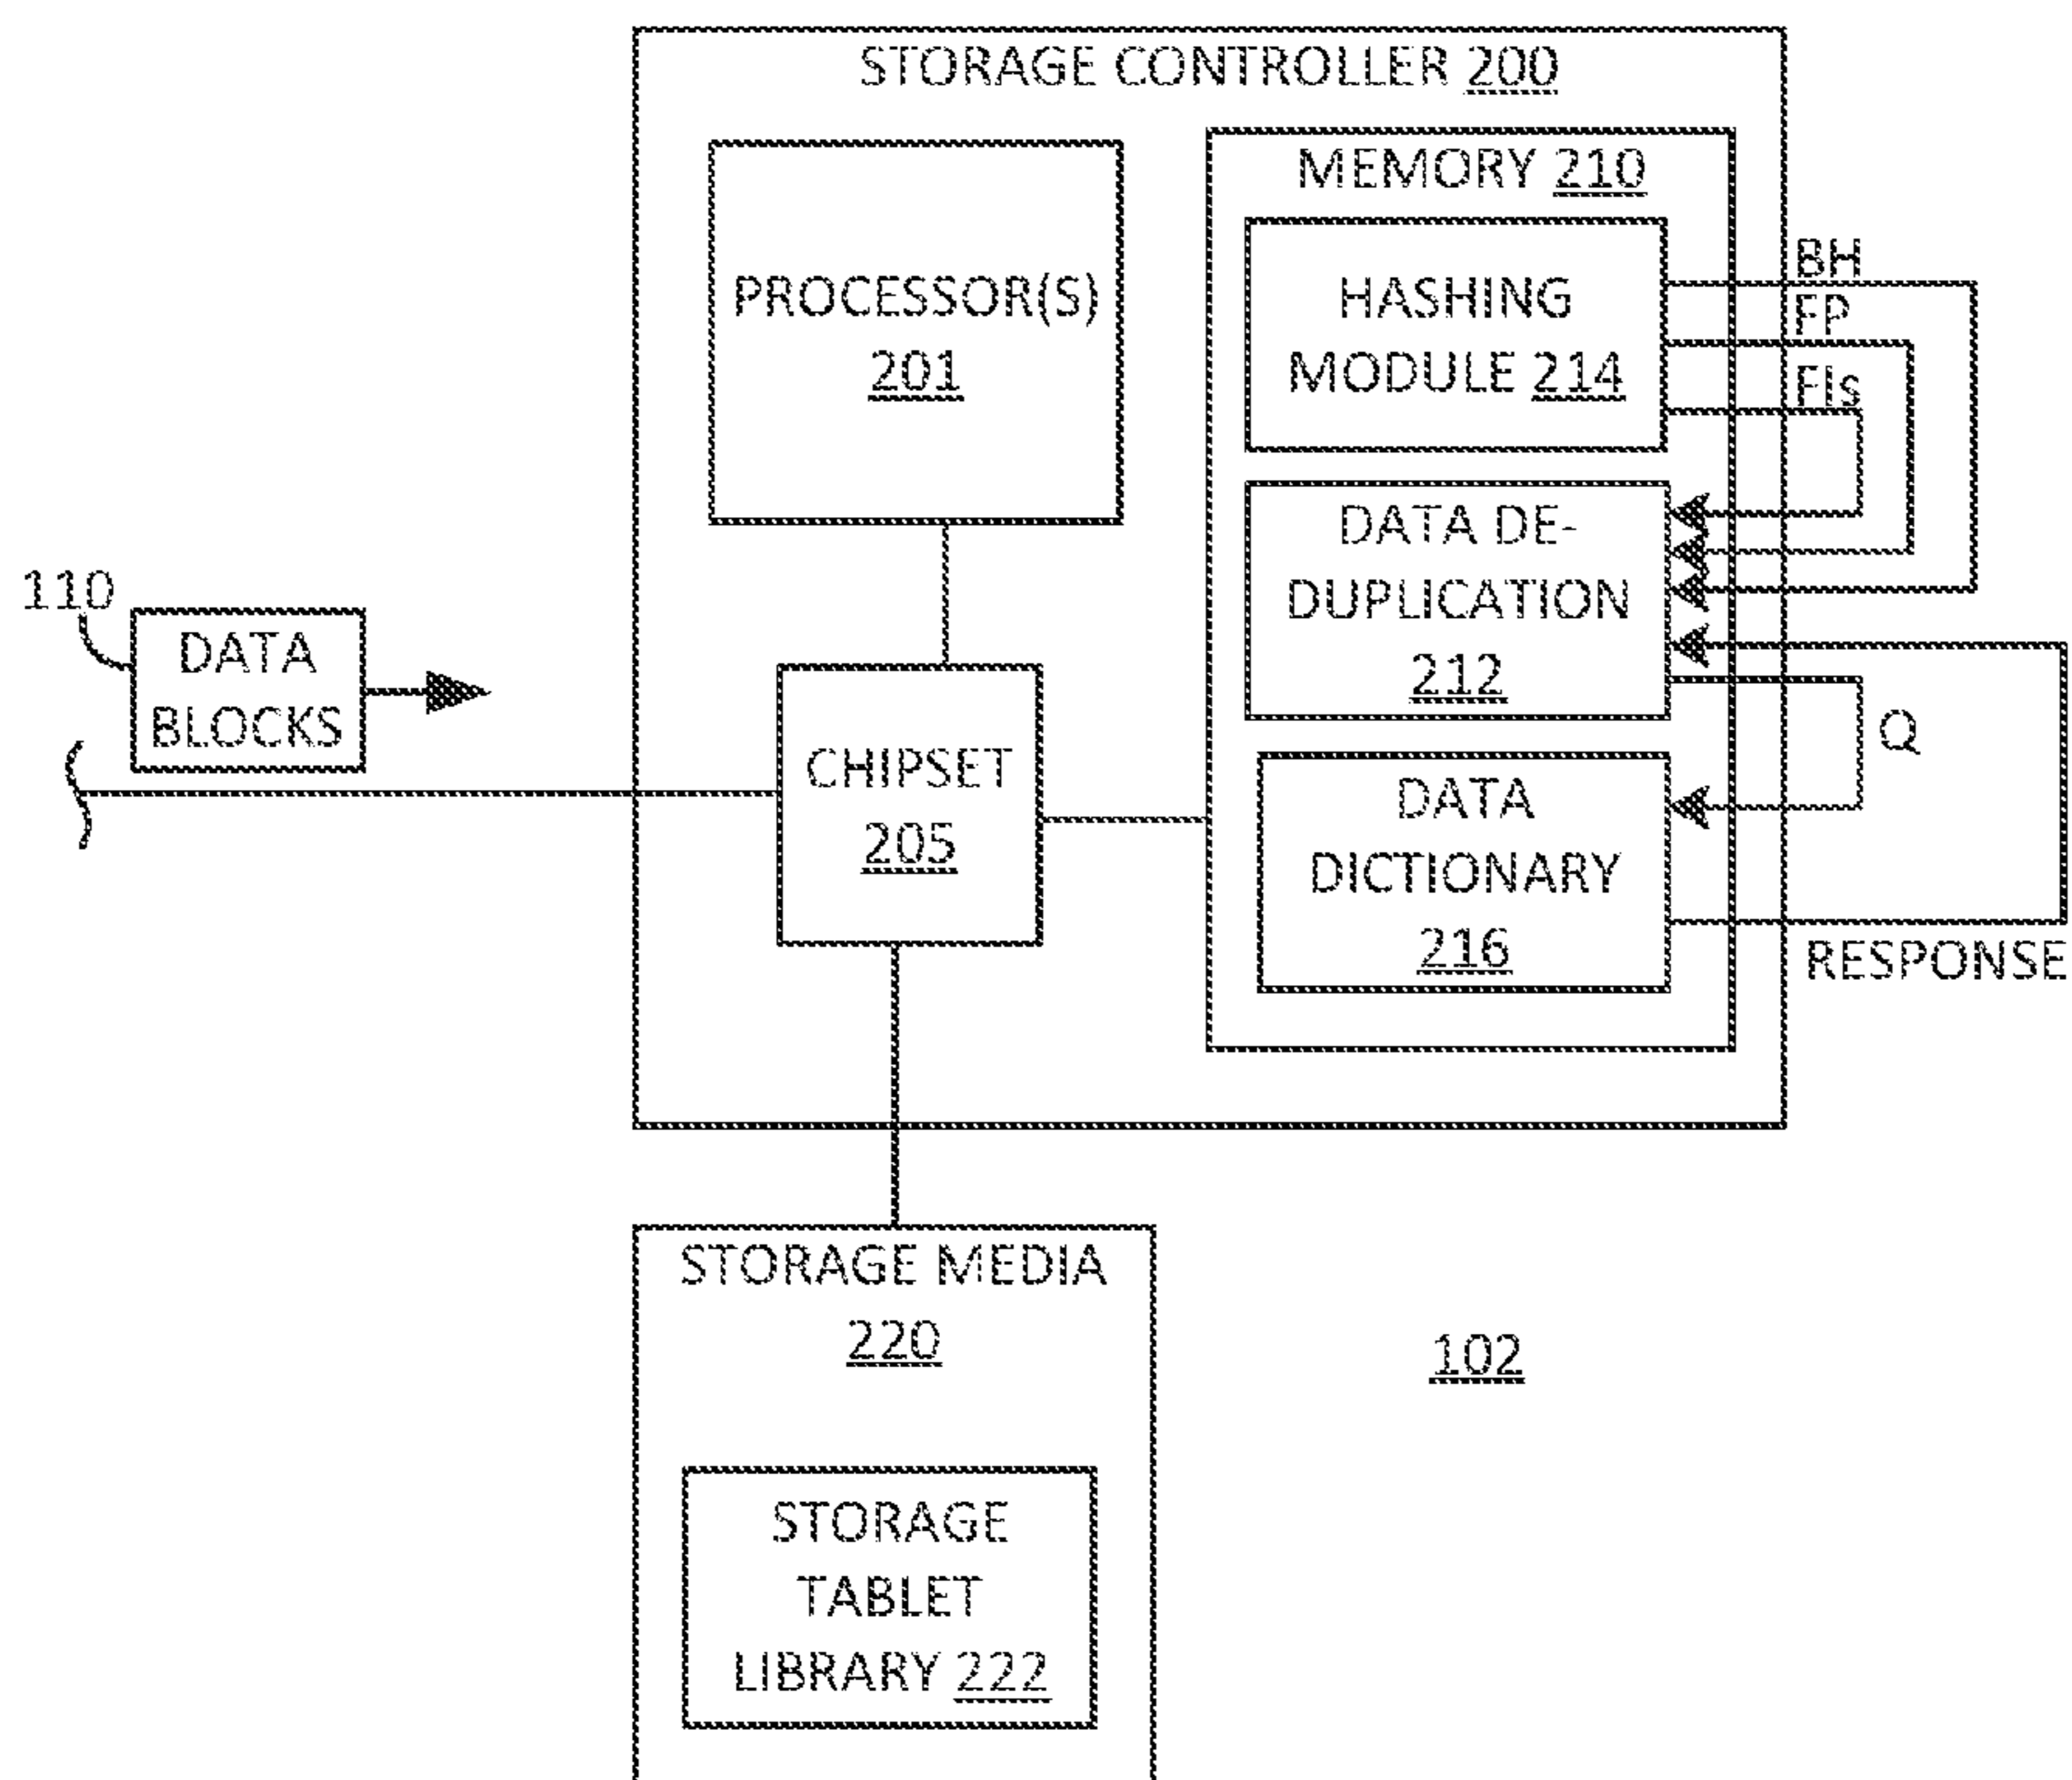 STORAGE CONTROLLER 200
MEMORY 210
PROCESSOR(S)
201
HASHING
MODULE 214
BH
FP
FIs
DATA DE-
DUPLICATION
212
110
DATA
BLOCKS
CHIPSET
205
Q
DATA
DICTIONARY
216
RESPONSE
STORAGE MEDIA
220
102
STORAGE
TABLET
LIBRARY 222